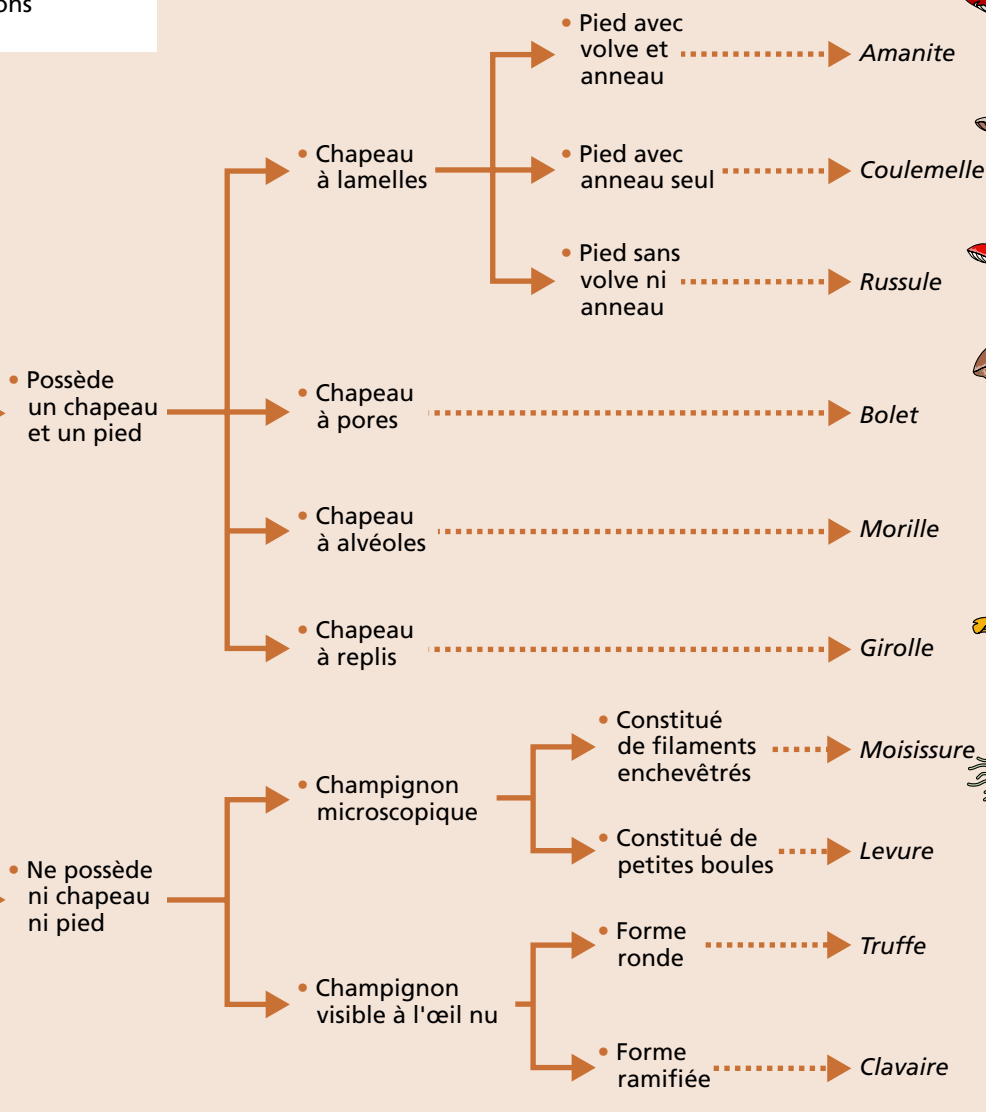 ons
• Pied avec
volve et
anneau
Amanite
• Chapeau
à lamelles
• Pied avec
anneau seul
Coulemelle
• Pied sans
volve ni
anneau
Russule
• Possède
un chapeau
et un pied
• Chapeau
à pores
Bolet
• Chapeau
à alvéoles
Morille
• Chapeau
à replis
Girolle
• Constitué
de filaments
enchevêtrés
Moisissure
• Champignon
microscopique
• Constitué de
petites boules
Levure
• Ne possède
ni chapeau
ni pied
• Forme
ronde
Truffe
• Champignon
visible à l'œil nu
• Forme
ramifiée
Clavaire